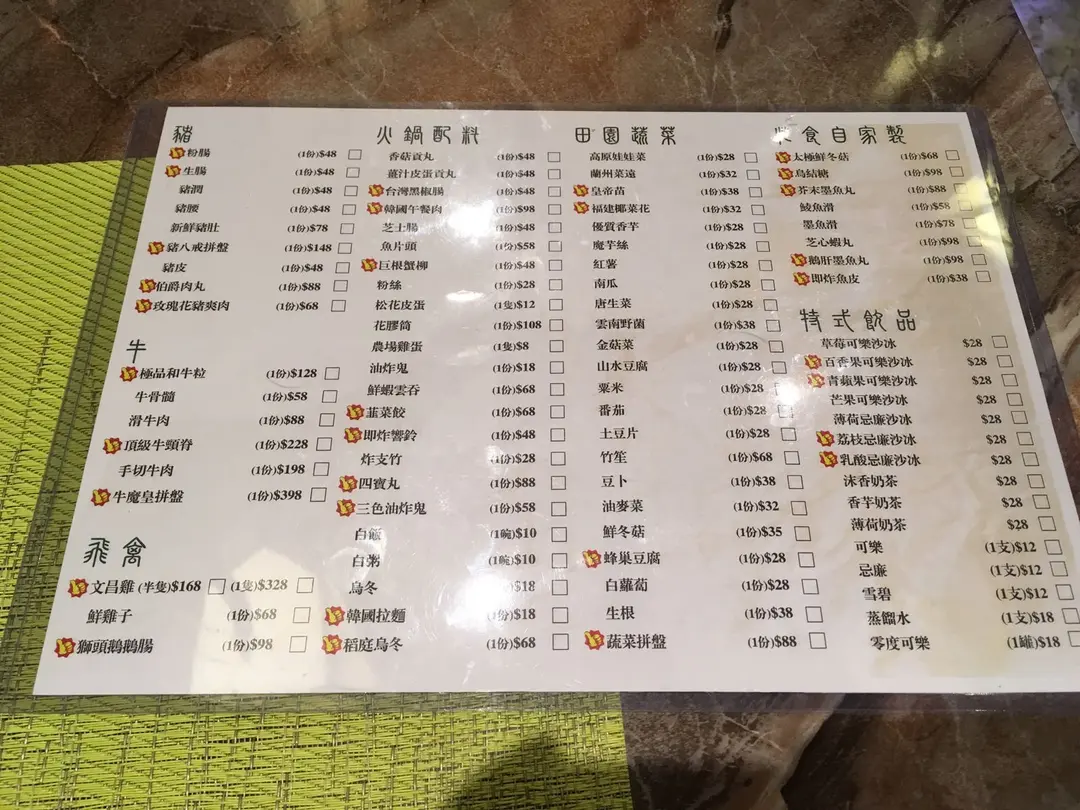 豬
粉腸 (1份)$48
生腸 (1份)$48
豬潤 (1份)$48
豬腰 (1份)$48
新鮮豬肚 (1份)$78
豬八戒拼盤 (1份)$148
豬皮 (1份)$48
伯爵肉丸 (1份)$88
玫瑰花豬爽肉 (1份)$68
牛
極品和牛粒 (1份)$128
牛骨髓 (1份)$58
滑牛肉 (1份)$88
頂級牛頸脊 (1份)$228
手切牛肉 (1份)$198
牛魔皇拼盤 (1份)$398
飛禽
文昌雞 (半隻)$168 (1隻)$328
鮮雞子 (1份)$68
獅頭鵝鵝腸 (1份)$98
火鍋配料
香菇貢丸 (1份)$48
薑汁皮蛋貢丸 (1份)$48
台灣黑椒腸 (1份)$48
韓國午餐肉 (1份)$98
芝士腸 (1份)$48
魚片頭 (1份)$58
巨根蟹柳 (1份)$48
粉絲 (1份)$28
松花皮蛋 (1隻)$12
花膠筒 (1份)$108
農場雞蛋 (1隻)$8
油炸鬼 (1份)$18
鮮蝦雲吞 (1份)$68
韮菜餃 (1份)$68
即炸響鈴 (1份)$48
炸支竹 (1份)$28
四寶丸 (1份)$88
三色油炸鬼 (1份)$58
白飯 (1碗)$10
白粥 (1碗)$10
烏冬 $18
韓國拉麵 (1份)$18
稻庭烏冬 (1份)$68
田園蔬菜
高原娃娃菜 (1份)$28
蘭州菜遠 (1份)$32
皇帝苗 (1份)$38
福建椰菜花 (1份)$32
優質香芋 (1份)$28
魔芋絲 (1份)$28
紅薯 (1份)$28
南瓜 (1份)$28
唐生菜 (1份)$28
雲南野菌 (1份)$38
金菇菜 (1份)$28
山水豆腐 (1份)$28
粟米 (1份)$28
番茄 (1份)$28
土豆片 (1份)$28
竹笙 (1份)$68
豆卜 (1份)$38
油麥菜 (1份)$32
鮮冬菇 (1份)$35
蜂巢豆腐 (1份)$28
白蘿蔔 (1份)$28
生根 (1份)$38
蔬菜拼盤 (1份)$88
食自家製
太極鮮冬菇 (1份)$68
烏結糖 (1份)$98
芥末墨魚丸 (1份)$88
鯪魚滑 (1份)$58
墨魚滑 (1份)$78
芝心蝦丸 (1份)$98
鵝肝墨魚丸 (1份)$98
即炸魚皮 (1份)$38
特式飲品
草莓可樂沙冰 $28
百香果可樂沙冰 $28
青蘋果可樂沙冰 $28
芒果可樂沙冰 $28
薄荷忌廉沙冰 $28
荔枝忌廉沙冰 $28
乳酸忌廉沙冰 $28
沫香奶茶 $28
香芋奶茶 $28
薄荷奶茶 $28
可樂 (1支)$12
忌廉 (1支)$12
雪碧 (1支)$12
蒸餾水 (1支)$18
零度可樂 (1罐)$18